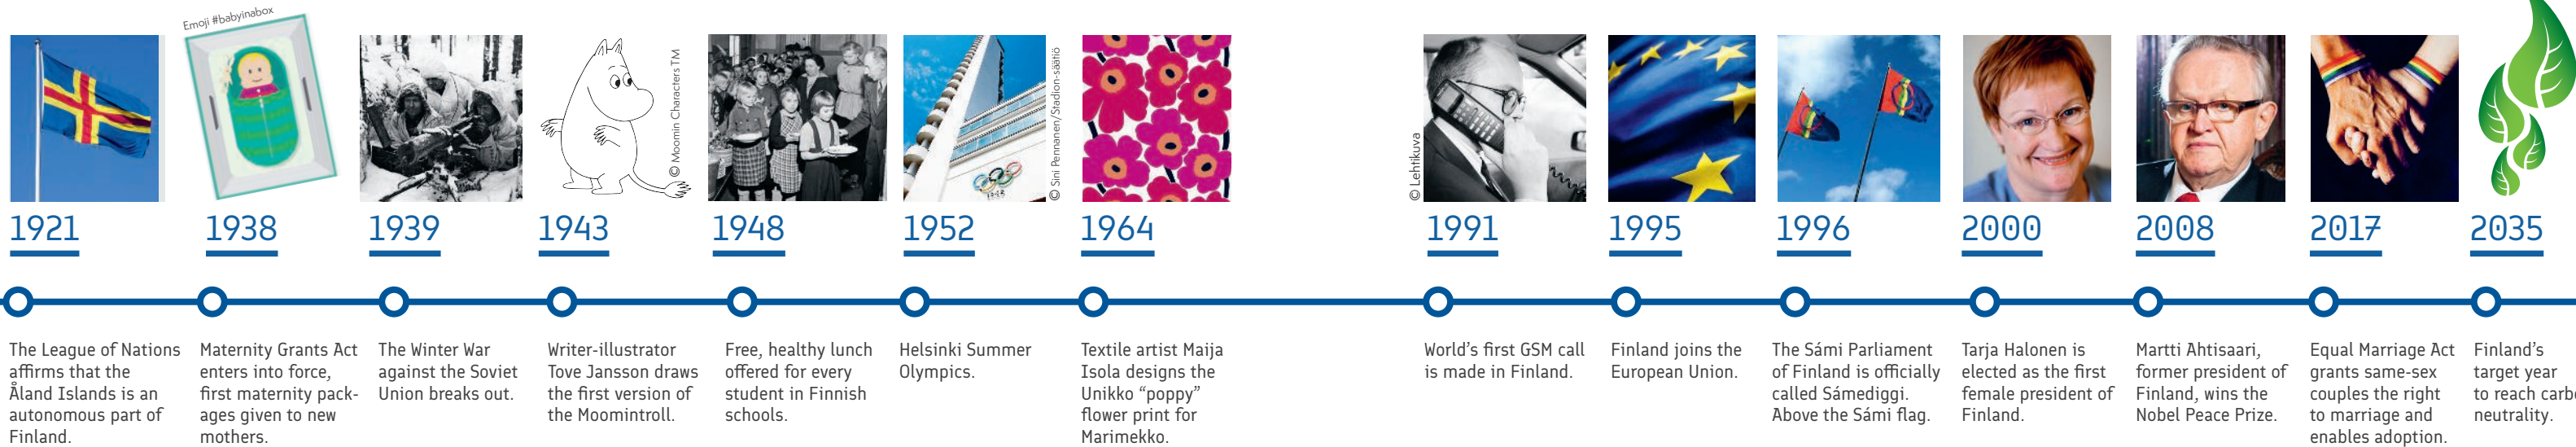 Emoji #babyinabox
© Moomin Characters TM
© Sini Pennanen/Stadion-säätiö
© Lehtikuva
1921
1938
1939
1943
1948
1952
1964
1991
1995
1996
2000
2008
2017
2035
The League of Nations
affirms that the
Åland Islands is an
autonomous part of
Finland.
Maternity Grants Act
enters into force,
first maternity pack-
ages given to new
mothers.
The Winter War
against the Soviet
Union breaks out.
Writer-illustrator
Tove Jansson draws
the first version of
the Moomintroll.
Free, healthy lunch
offered for every
student in Finnish
schools.
Helsinki Summer
Olympics.
Textile artist Maija
Isola designs the
Unikko “poppy”
flower print for
Marimekko.
World’s first GSM call
is made in Finland.
Finland joins the
European Union.
The Sámi Parliament
of Finland is officially
called Sámediggi.
Above the Sámi flag.
Tarja Halonen is
elected as the first
female president of
Finland.
Martti Ahtisaari,
former president of
Finland, wins the
Nobel Peace Prize.
Equal Marriage Act
grants same-sex
couples the right
to marriage and
enables adoption.
Finland’s
target year
to reach carb
neutrality.